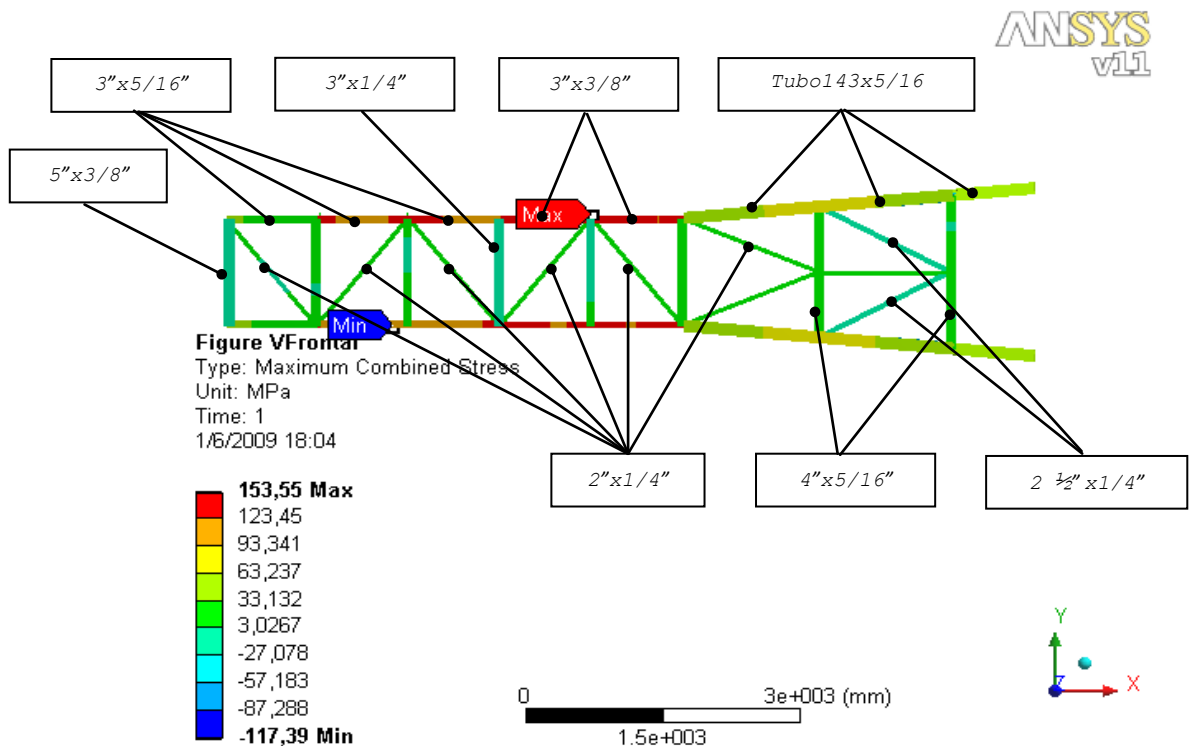 ANSYS
v11
3”x5/16”
3”x1/4”
3”x3/8”
Tubo143x5/16
5”x3/8”
Max
Min
Figure VFrontal
Type: Maximum Combined Stress
Unit: MPa
Time: 1
1/6/2009 18:04
2”x1/4”
4”x5/16”
2 ½”x1/4”
153,55 Max
123,45
93,341
63,237
33,132
3,0267
-27,078
-57,183
-87,288
-117,39 Min
0
3e+003 (mm)
1.5e+003
Y
Z
X